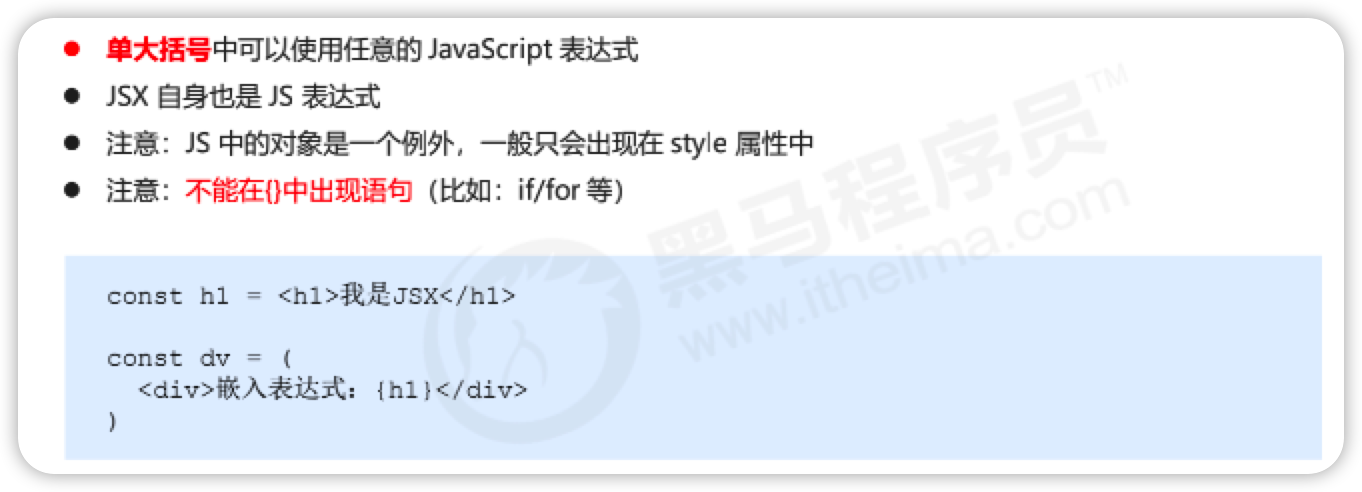 ● 单大括号中可以使用任意的 JavaScript 表达式
● JSX 自身也是 JS 表达式
● 注意：JS 中的对象是一个例外，一般只会出现在 style 属性中
● 注意：不能在{}中出现语句（比如：if/for 等）
黑马程序员™
www.itheima.com
const h1 = <h1>我是JSX</h1>
const dv = (
<div>嵌入表达式：{h1}</div>
)